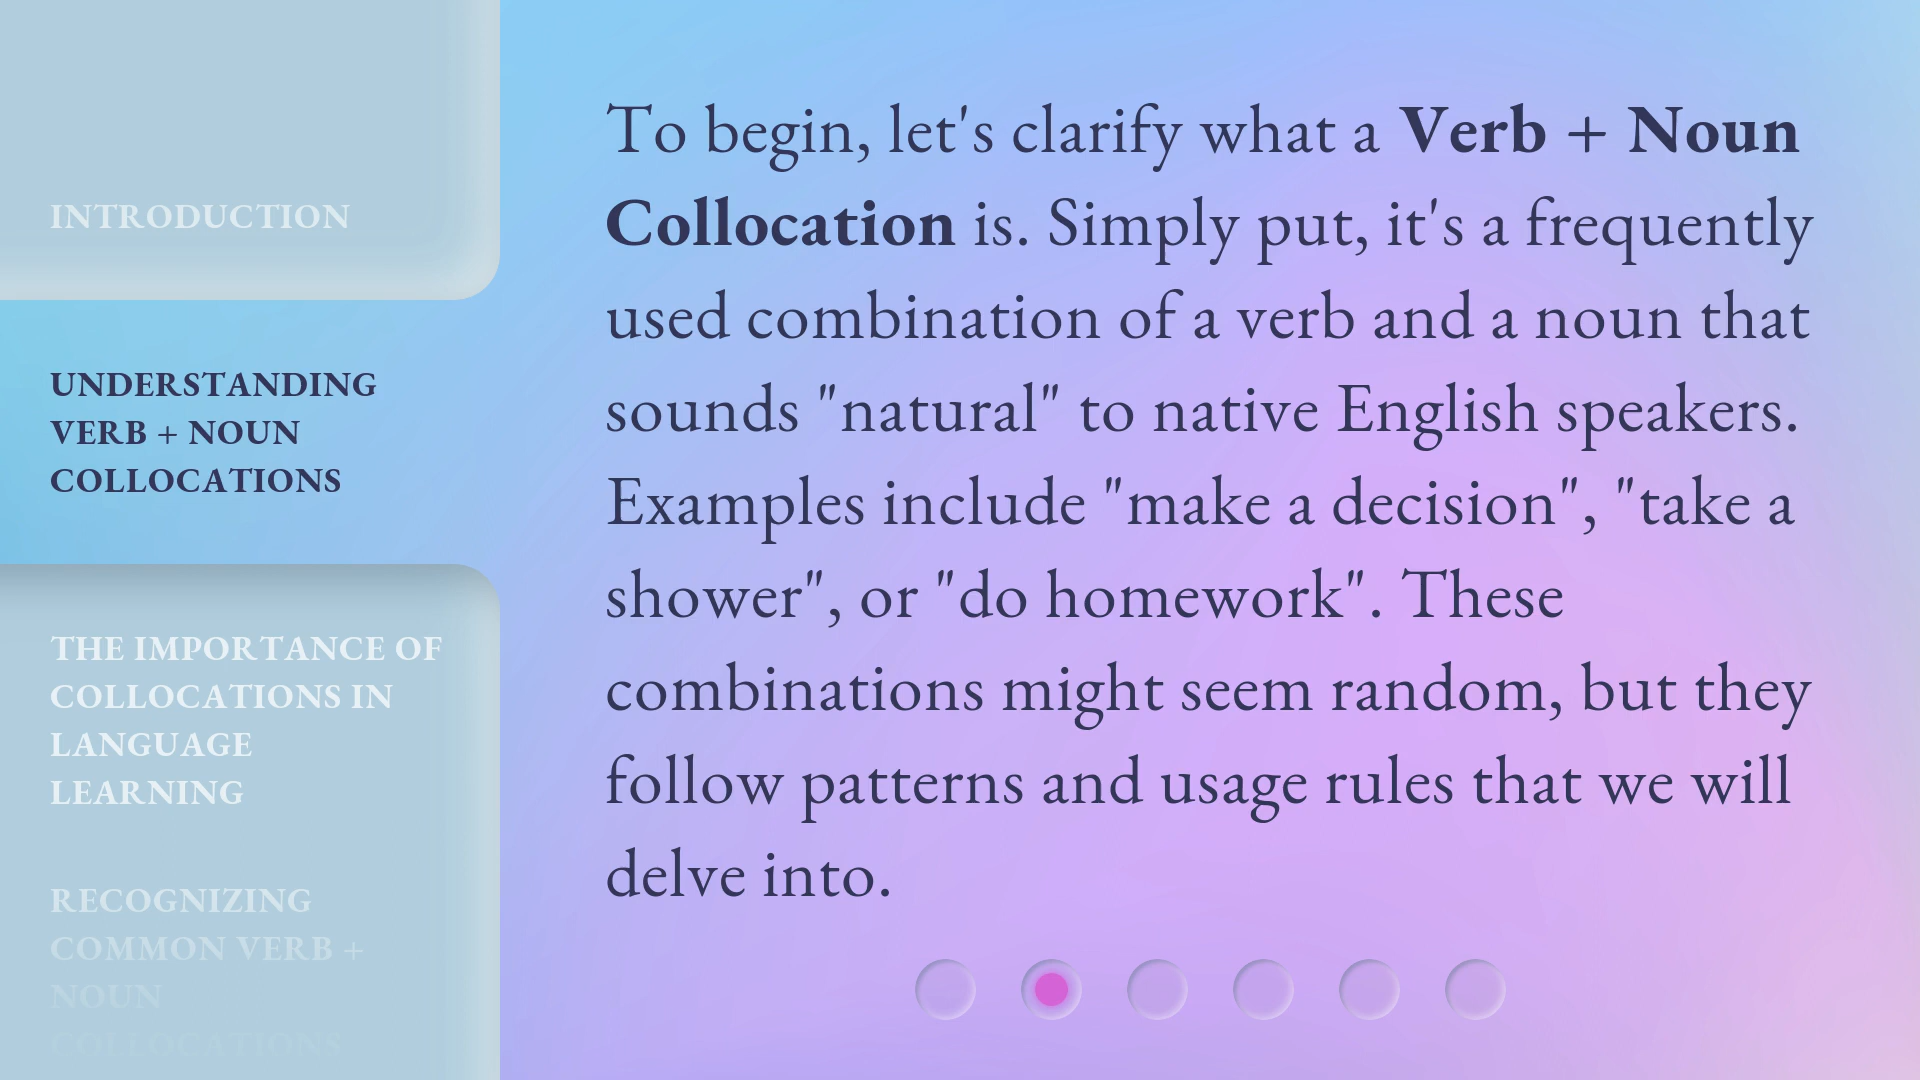 INTRODUCTION
UNDERSTANDING
VERB + NOUN
COLLOCATIONS
THE IMPORTANCE OF
COLLOCATIONS IN
LANGUAGE
LEARNING
RECOGNIZING
COMMON VERB +
NOUN
COLLOCATIONS
To begin, let's clarify what a Verb + Noun
Collocation is. Simply put, it's a frequently
used combination of a verb and a noun that
sounds "natural" to native English speakers.
Examples include "make a decision", "take a
shower", or "do homework". These
combinations might seem random, but they
follow patterns and usage rules that we will
delve into.